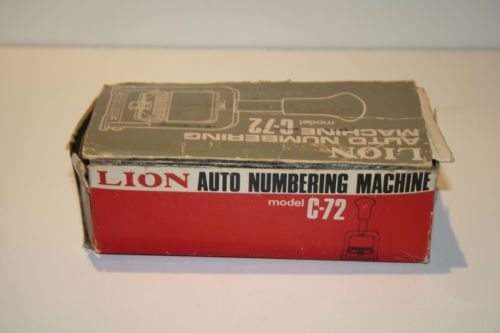 LION
AUTO NUMBERING
MACHINE C-72
model
LION AUTO NUMBERING MACHINE
model C-72